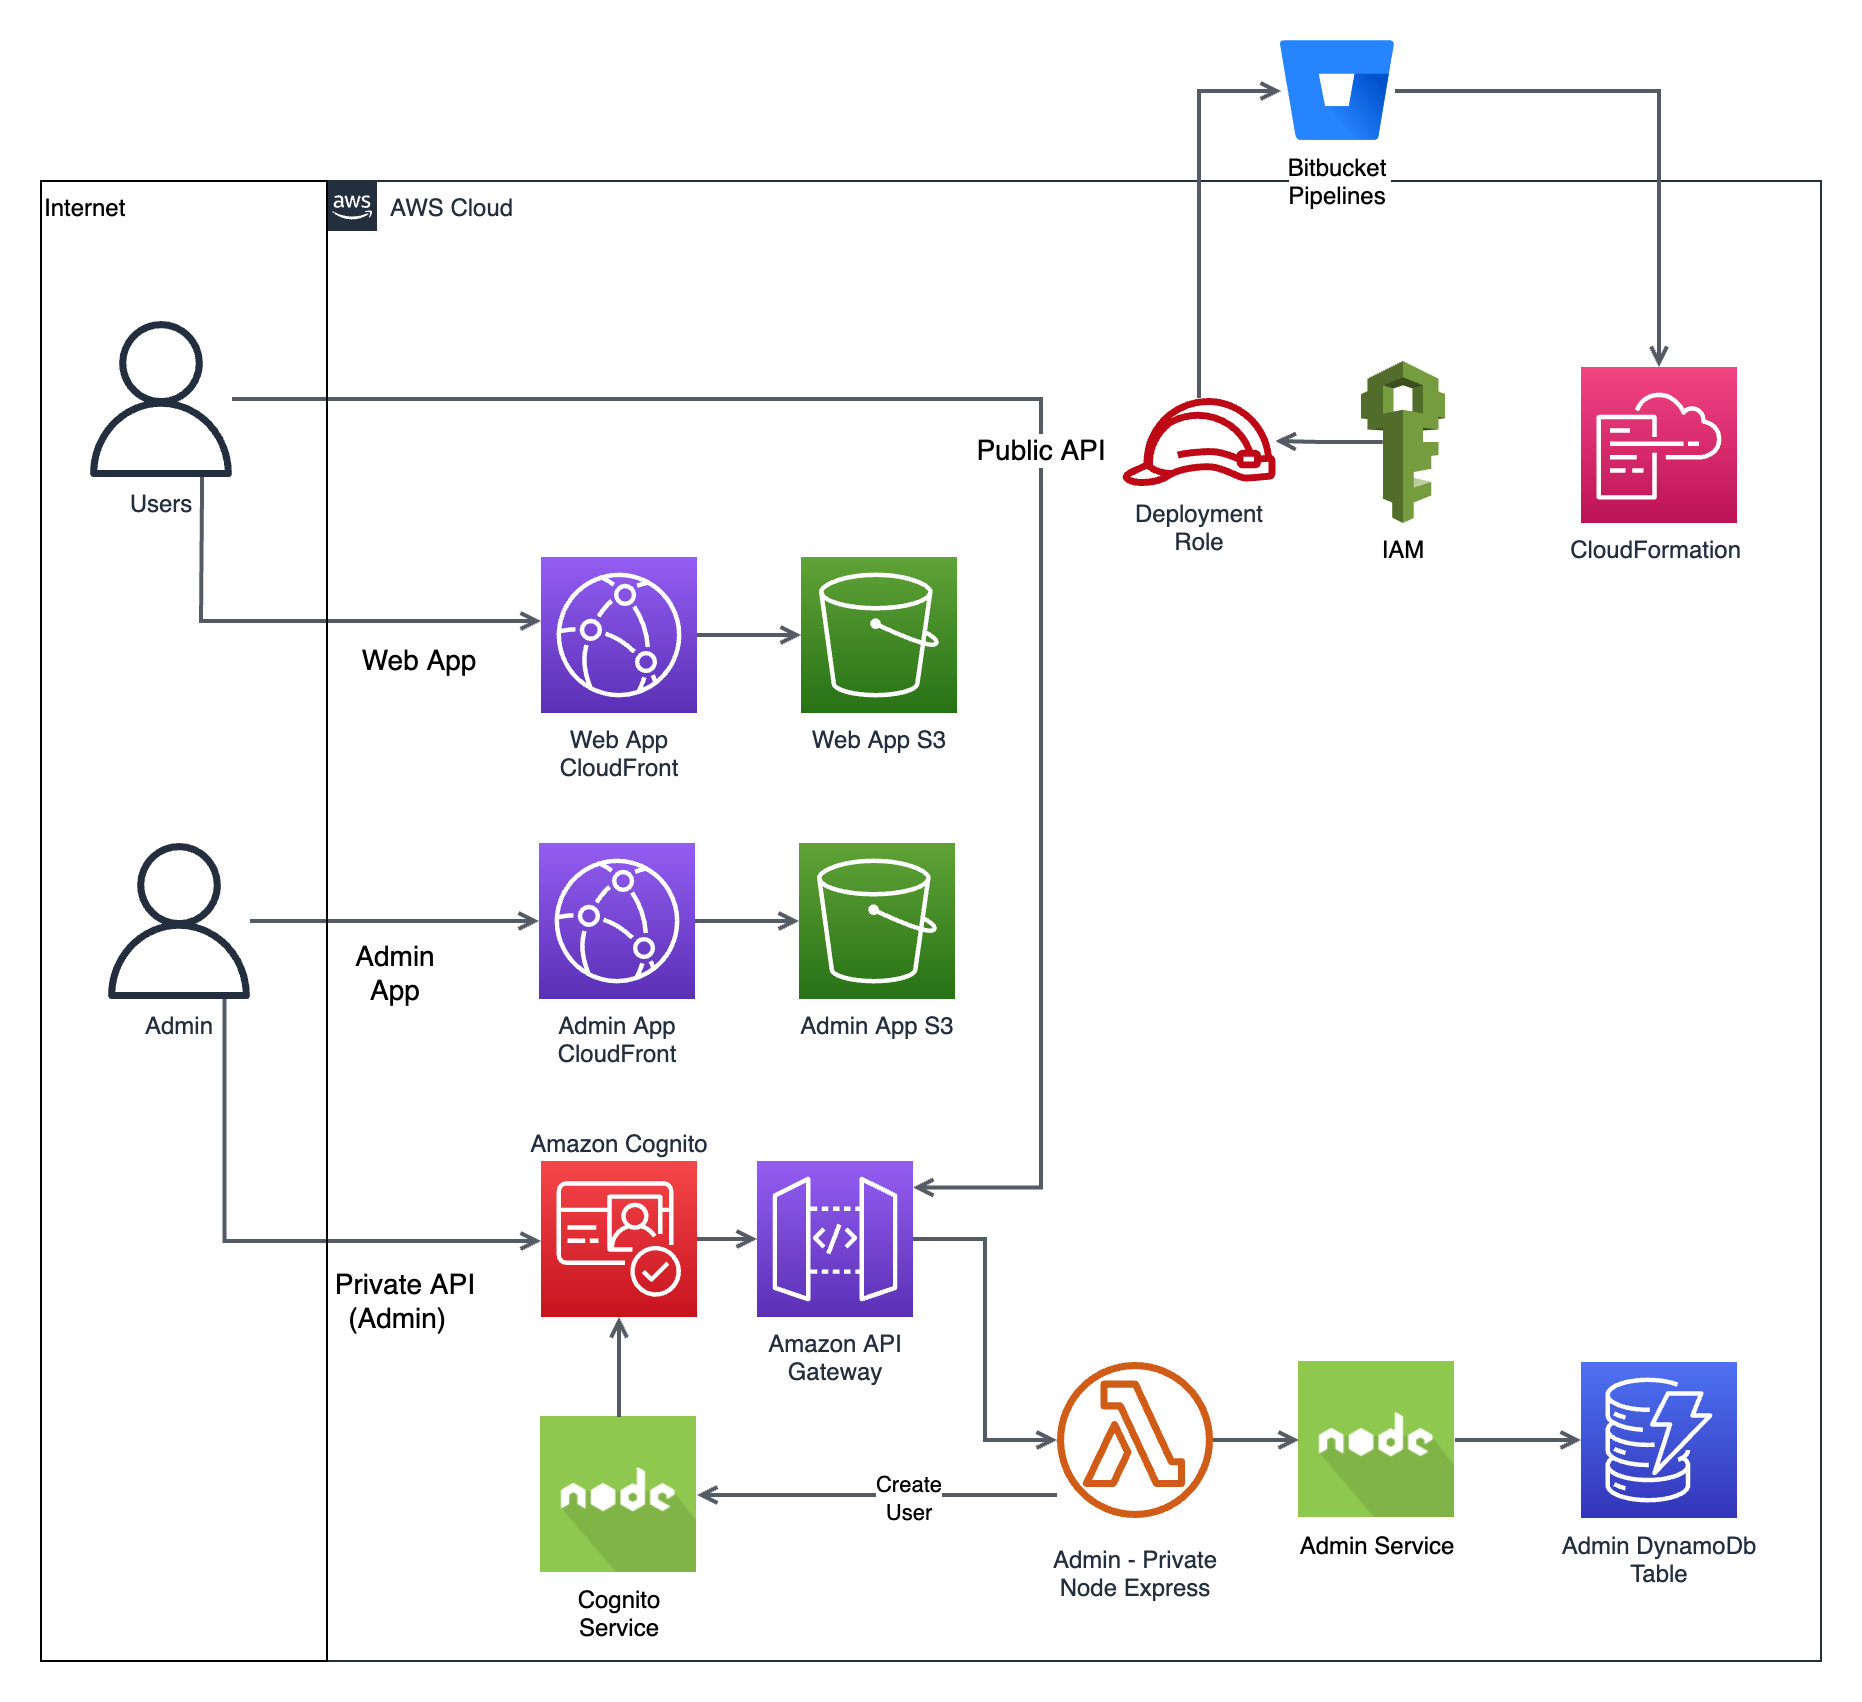 Bitbucket
Pipelines
Internet
aws
AWS Cloud
Users
Public API
Deployment
Role
IAM
CloudFormation
Web App
Web App
CloudFront
Web App S3
Admin
App
Admin
Admin App
CloudFront
Admin App S3
Amazon Cognito
</>
Private API
(Admin)
Amazon API
Gateway
node
node
Create
User
Cognito
Service
Admin - Private
Node Express
Admin Service
Admin DynamoDb
Table